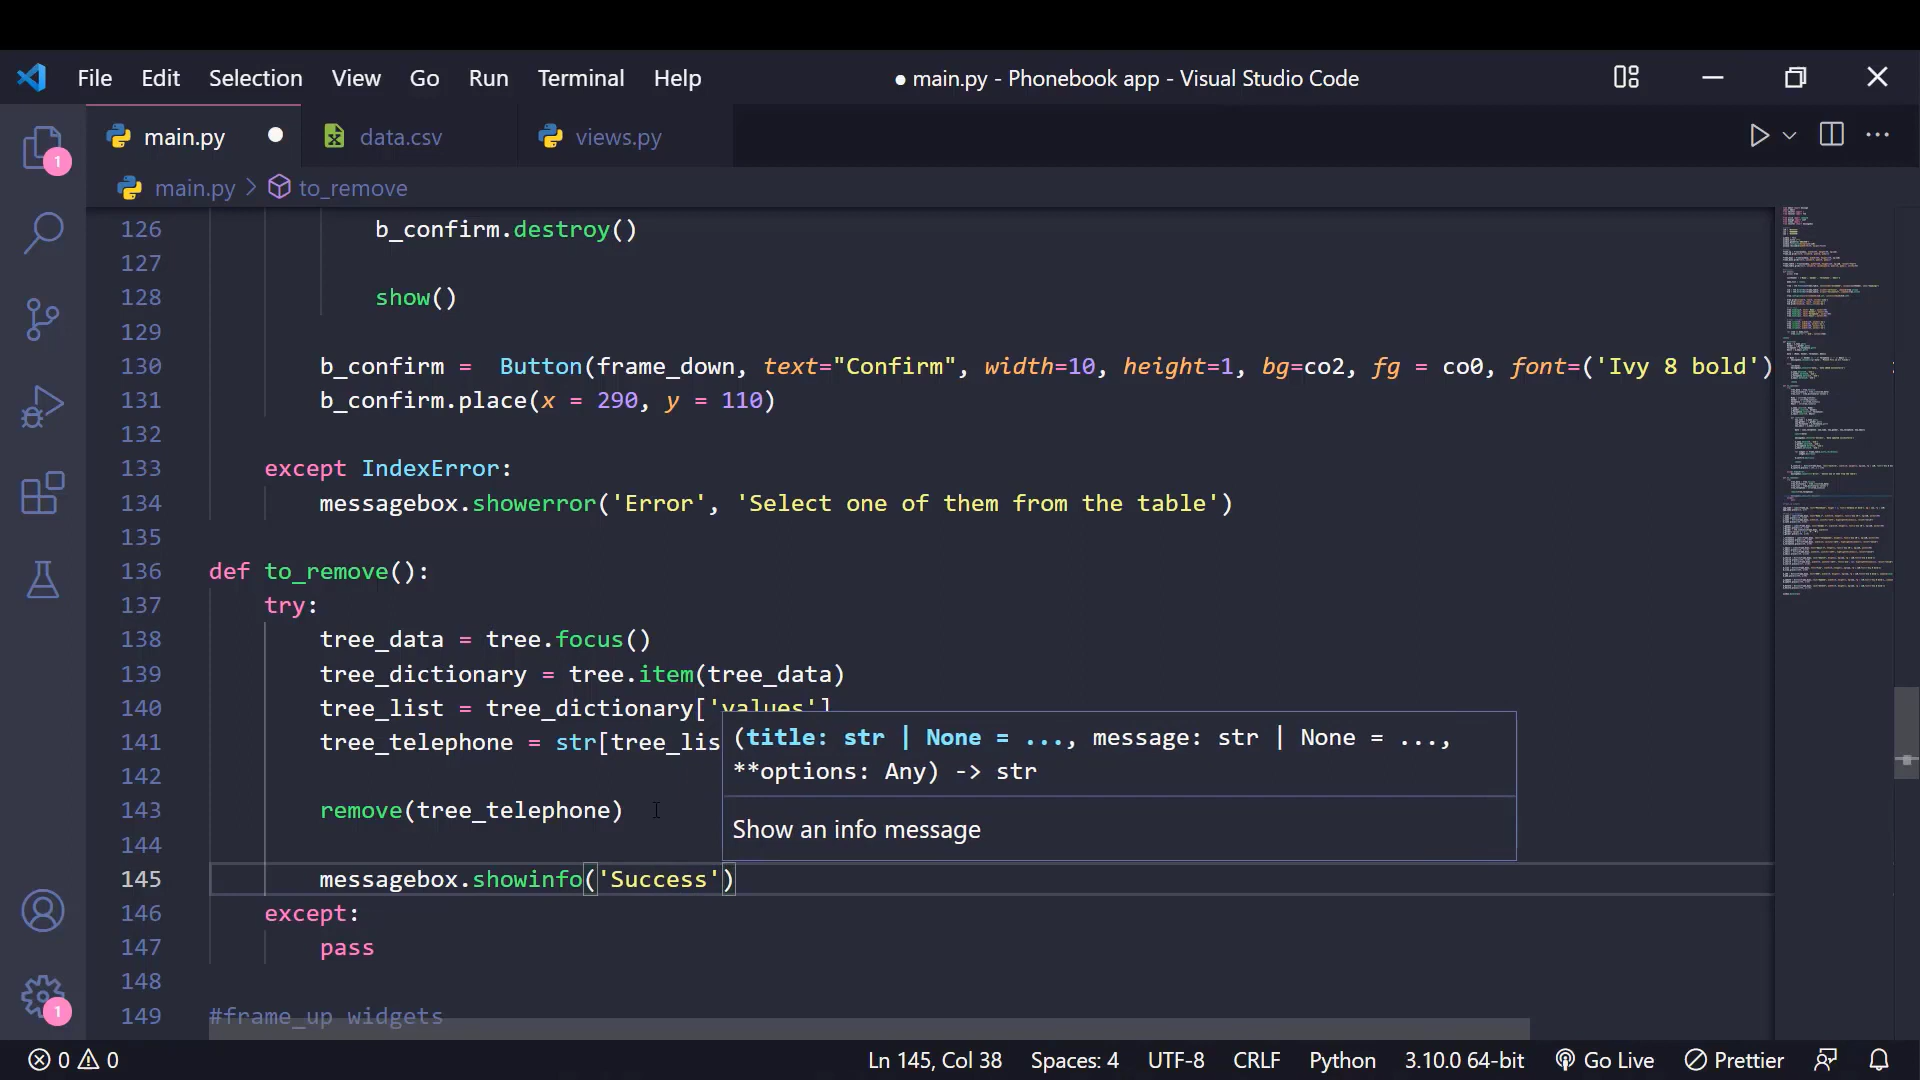 File Edit Selection View Go Run Terminal Help ● main.py - Phonebook app - Visual Studio Code
main.py ● data.csv views.py
main.py > to_remove
1
126 b_confirm.destroy()
127
128 show()
129
130 b_confirm = Button(frame_down, text="Confirm", width=10, height=1, bg=co2, fg = co0, font=('Ivy 8 bold')
131 b_confirm.place(x = 290, y = 110)
132
133 except IndexError:
134 messagebox.showerror('Error', 'Select one of them from the table')
135
136 def to_remove():
137 try:
138 tree_data = tree.focus()
139 tree_dictionary = tree.item(tree_data)
140 tree_list = tree_dictionary['values']
(title: str | None = ..., message: str | None = ...,
141 tree_telephone = str[tree_lis
**options: Any) -> str
142
143 remove(tree_telephone)
Show an info message
144
145 messagebox.showinfo('Success')
146 except:
147 pass
148
149 #frame_up widgets
1
0 0 Ln 145, Col 38 Spaces: 4 UTF-8 CRLF Python 3.10.0 64-bit Go Live Prettier